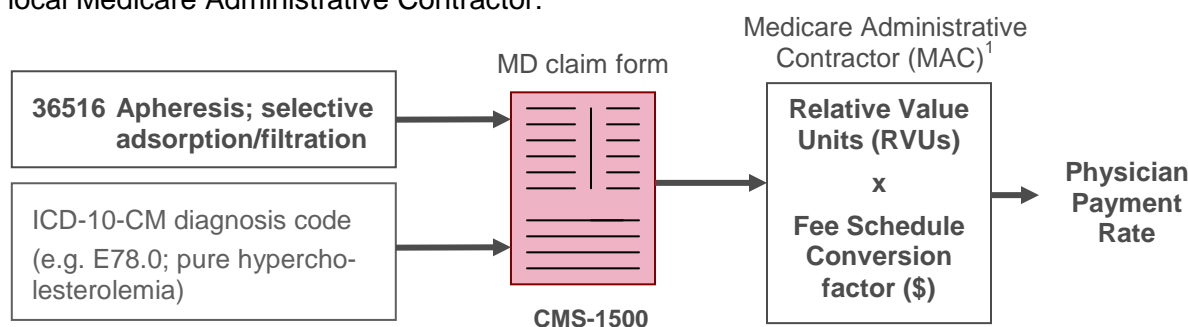 local Medicare Administrative Contractor.
36516 Apheresis; selective
adsorption/filtration
ICD-10-CM diagnosis code
(e.g. E78.0; pure hypercho-
lesterolemia)
MD claim form
CMS-1500
Medicare Administrative
Contractor (MAC)1
Relative Value
Units (RVUs)
x
Fee Schedule
Conversion
factor ($)
Physician
Payment
Rate